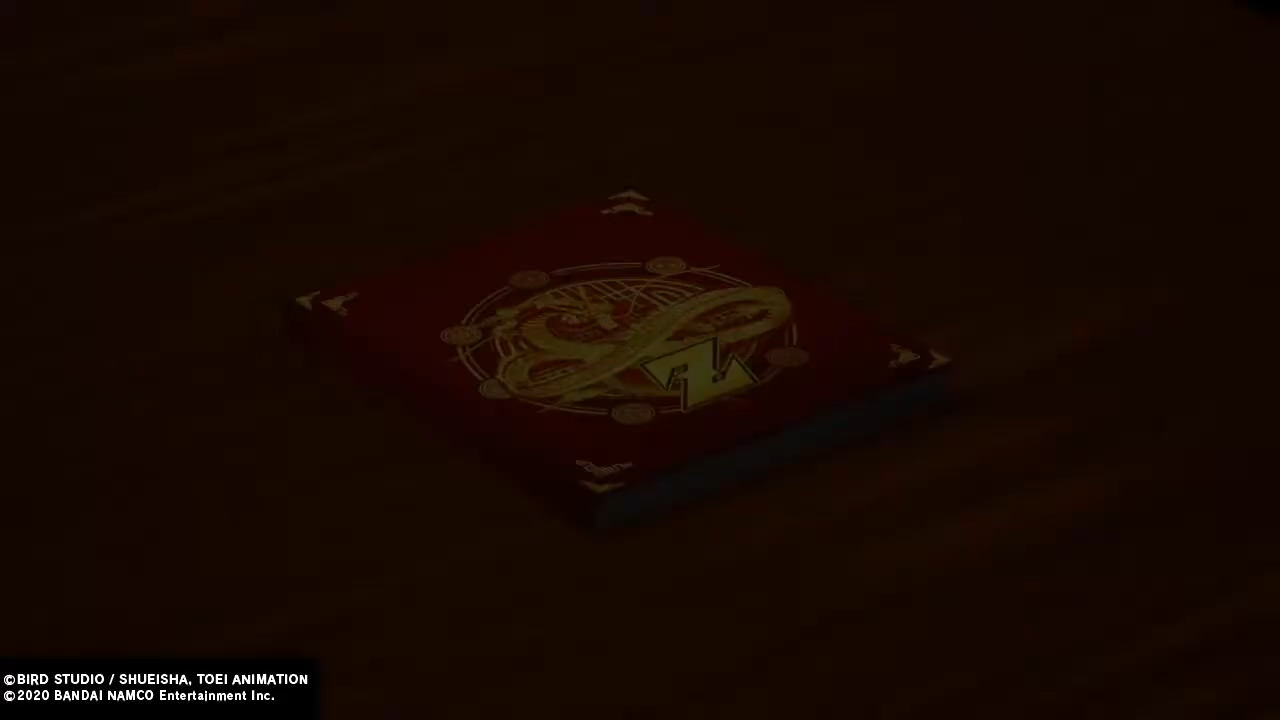 Z
©BIRD STUDIO / SHUEISHA, TOEI ANIMATION
©2020 BANDAI NAMCO Entertainment Inc.